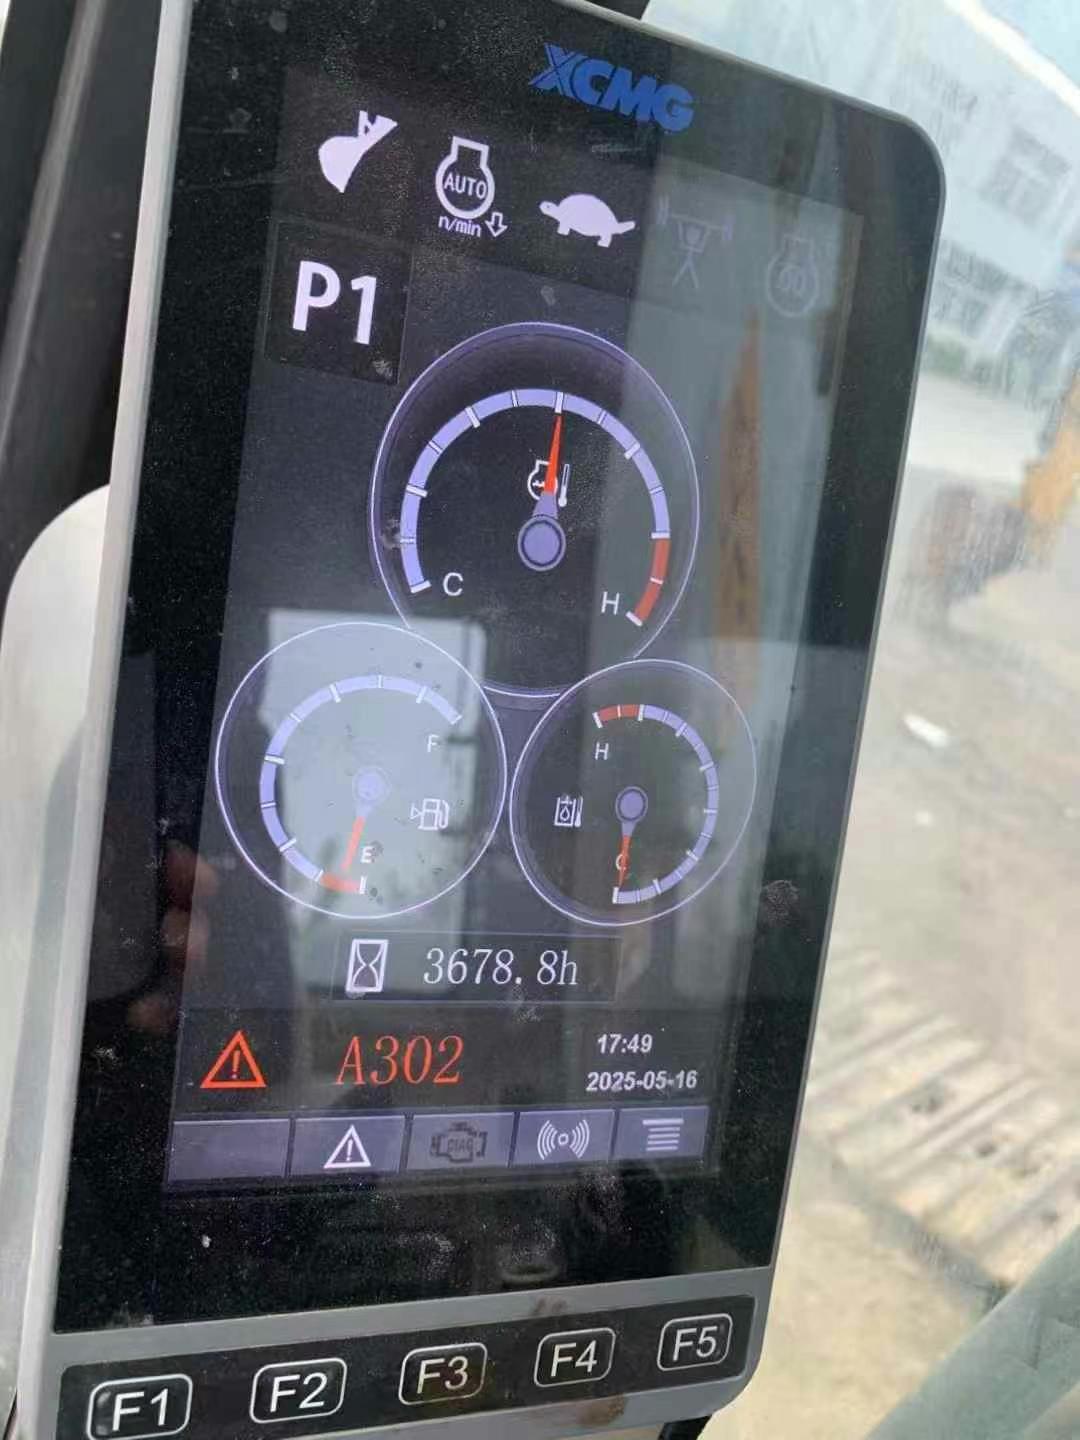 XCMG
AUTO
n/min
P1
C
H
F
E
H
C
3678.8h
A302
17:49
2025-05-16
DIAG
F1
F2
F3
F4
F5